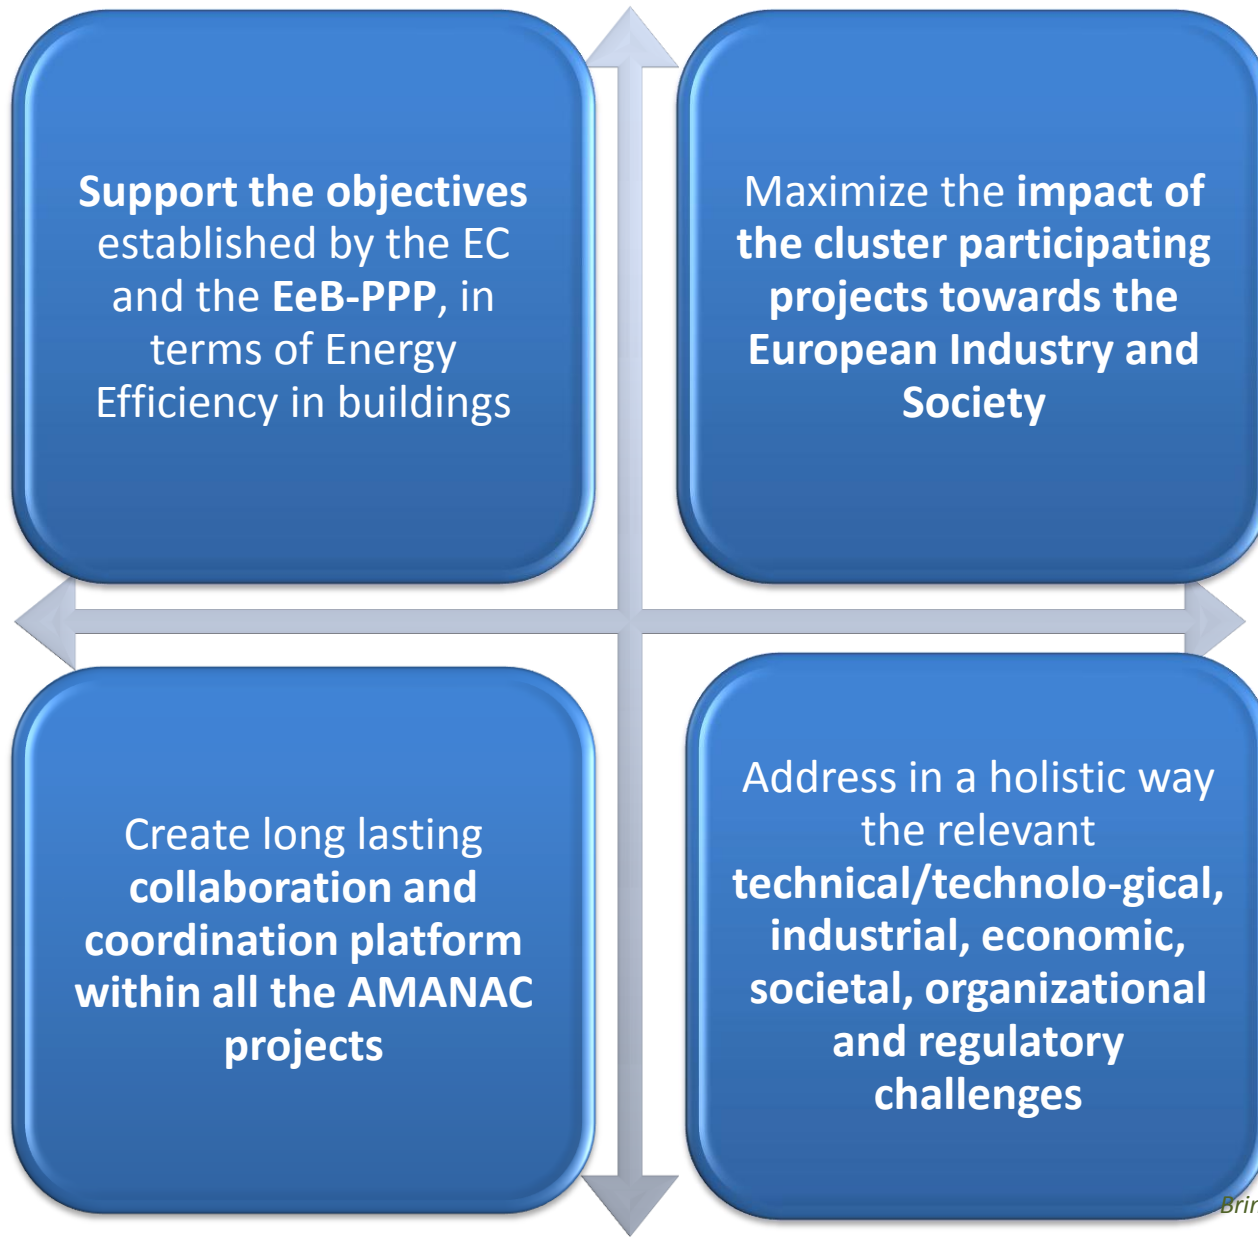 Support the objectives
established by the EC
and the EeB-PPP, in
terms of Energy
Efficiency in buildings
Maximize the impact of
the cluster participating
projects towards the
European Industry and
Society
Create long lasting
collaboration and
coordination platform
within all the AMANAC
projects
Address in a holistic way
the relevant
technical/technolo-gical,
industrial, economic,
societal, organizational
and regulatory
challenges